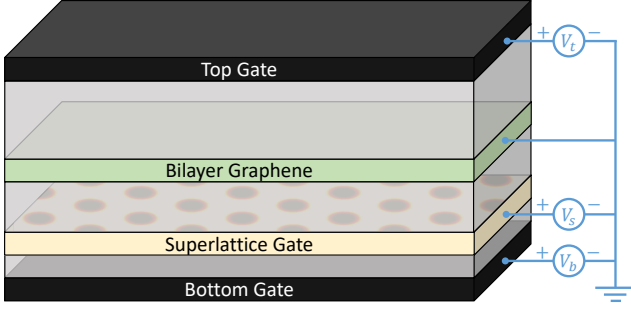 Top Gate
+ V_t −
Bilayer Graphene
Superlattice Gate
+ V_s −
+ V_b −
Bottom Gate